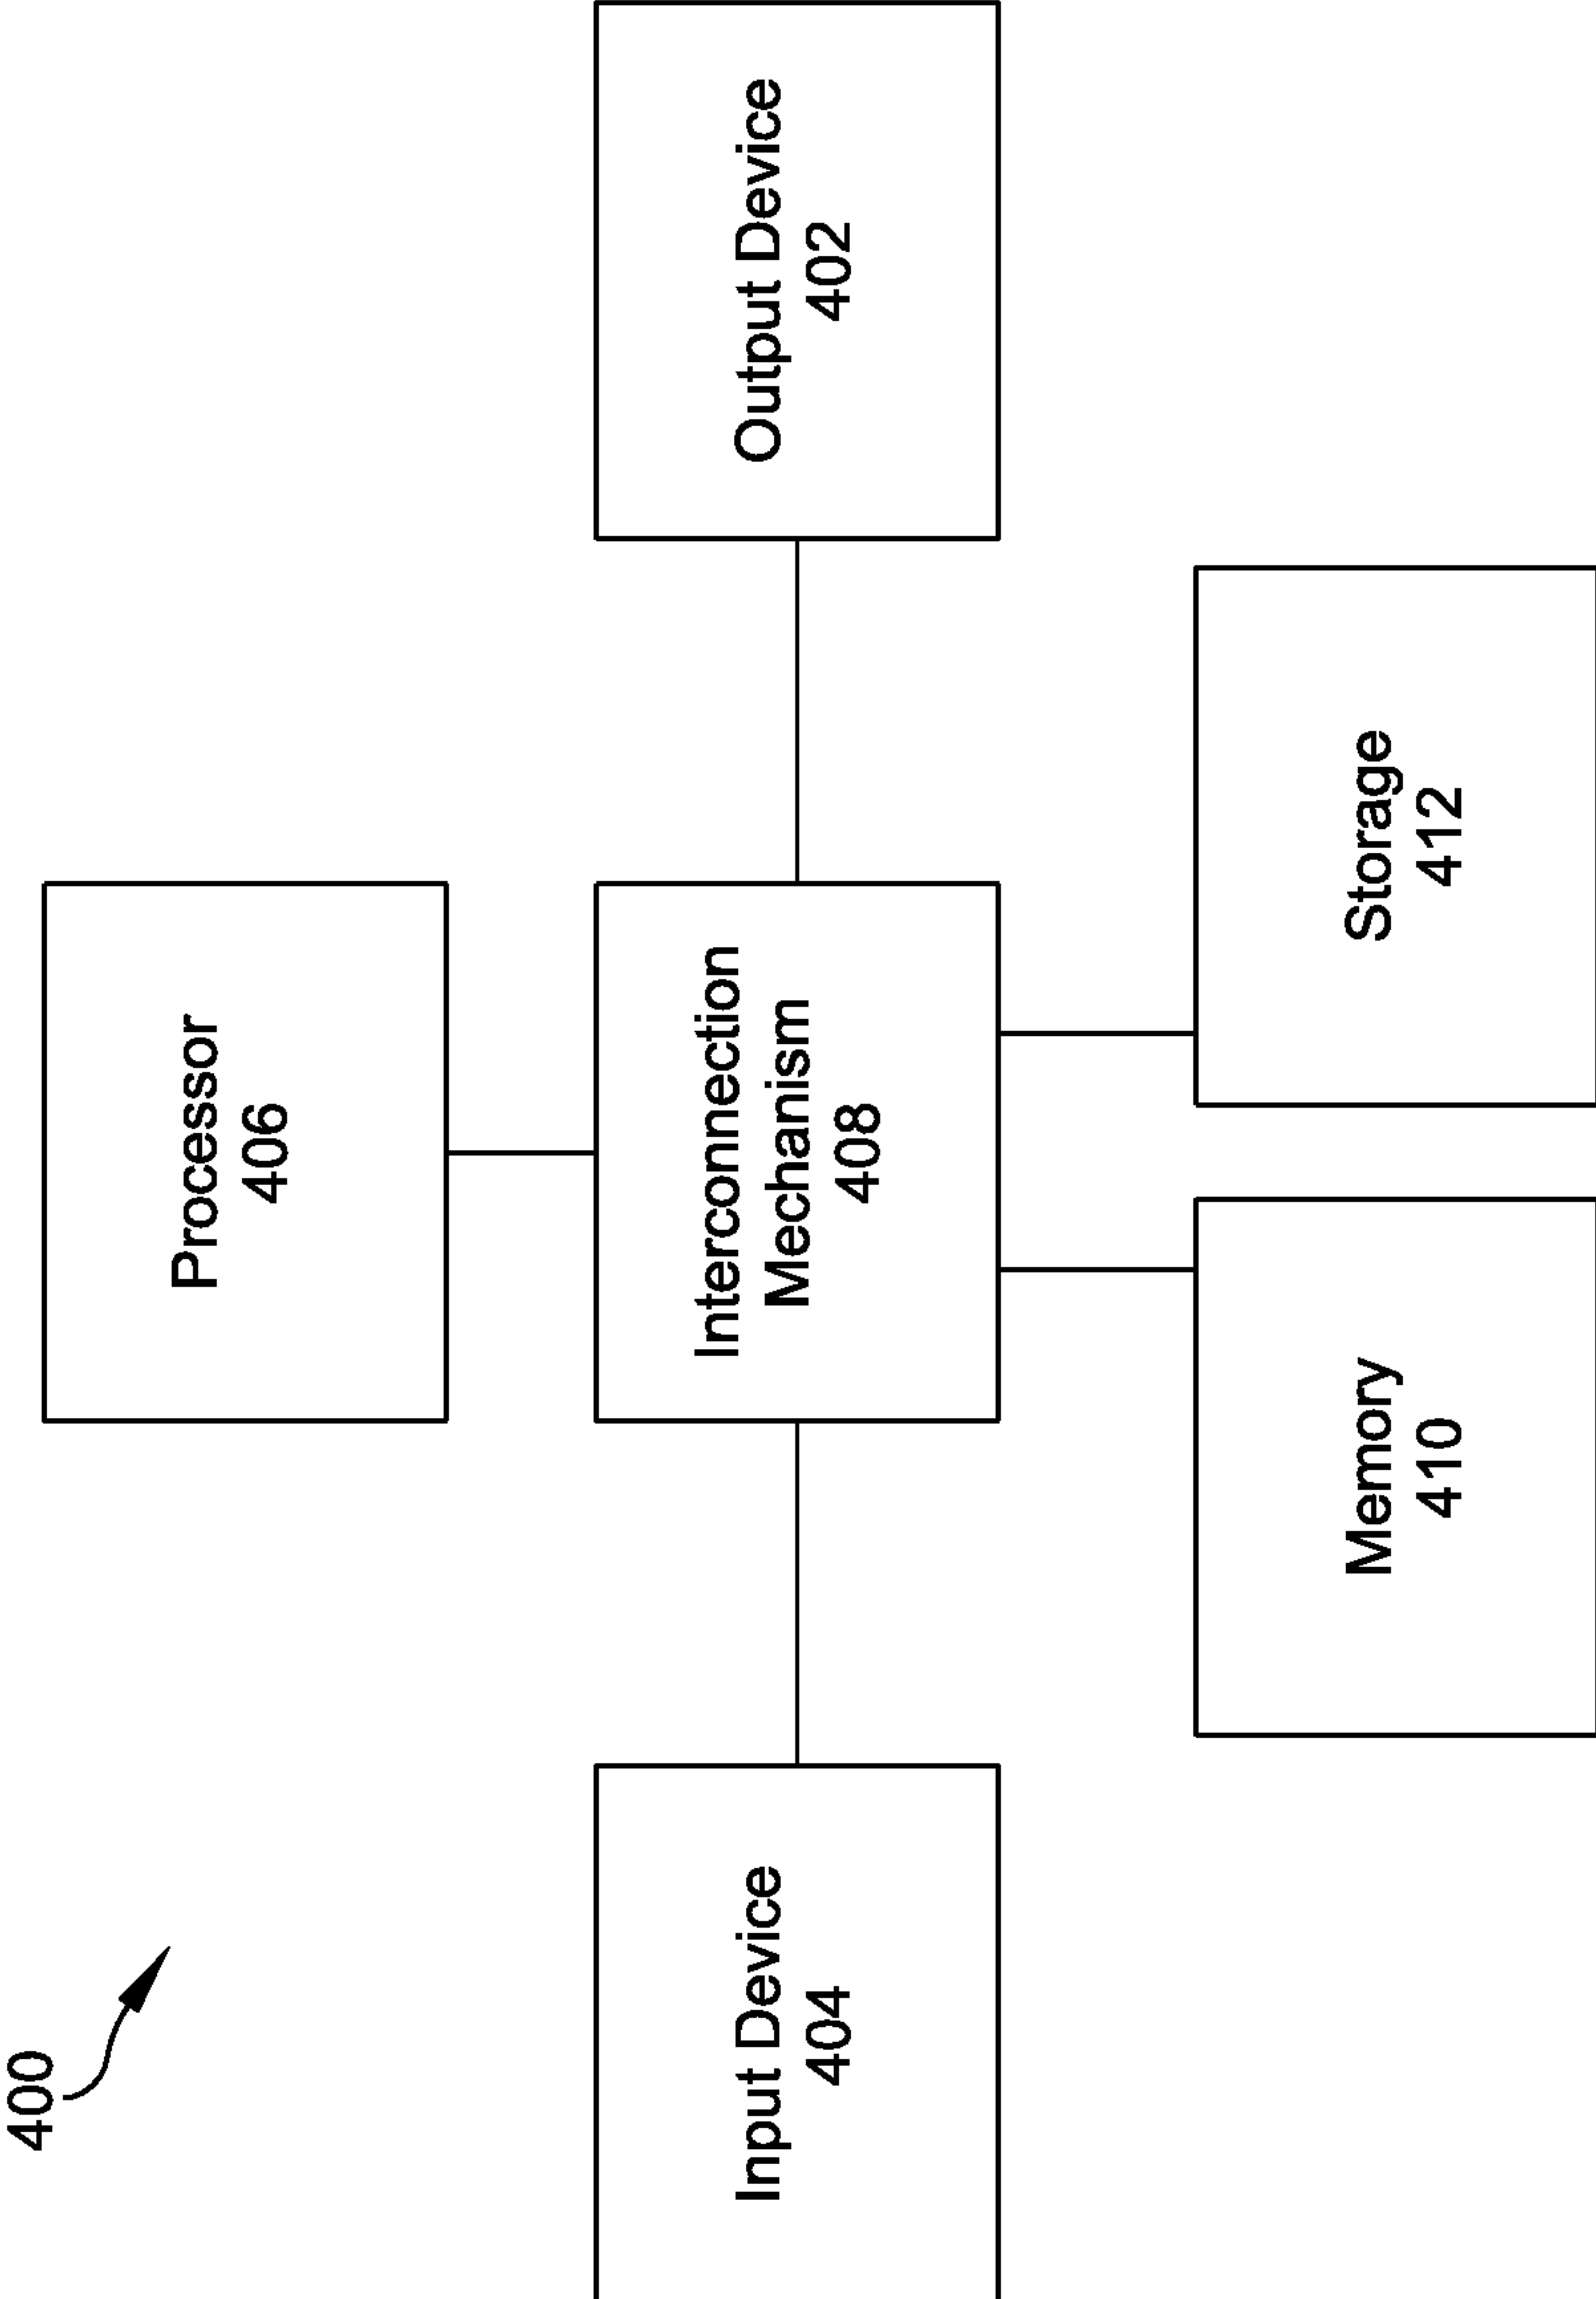 400
Processor
406
Input Device
404
Interconnection
Mechanism
408
Output Device
402
Memory
410
Storage
412